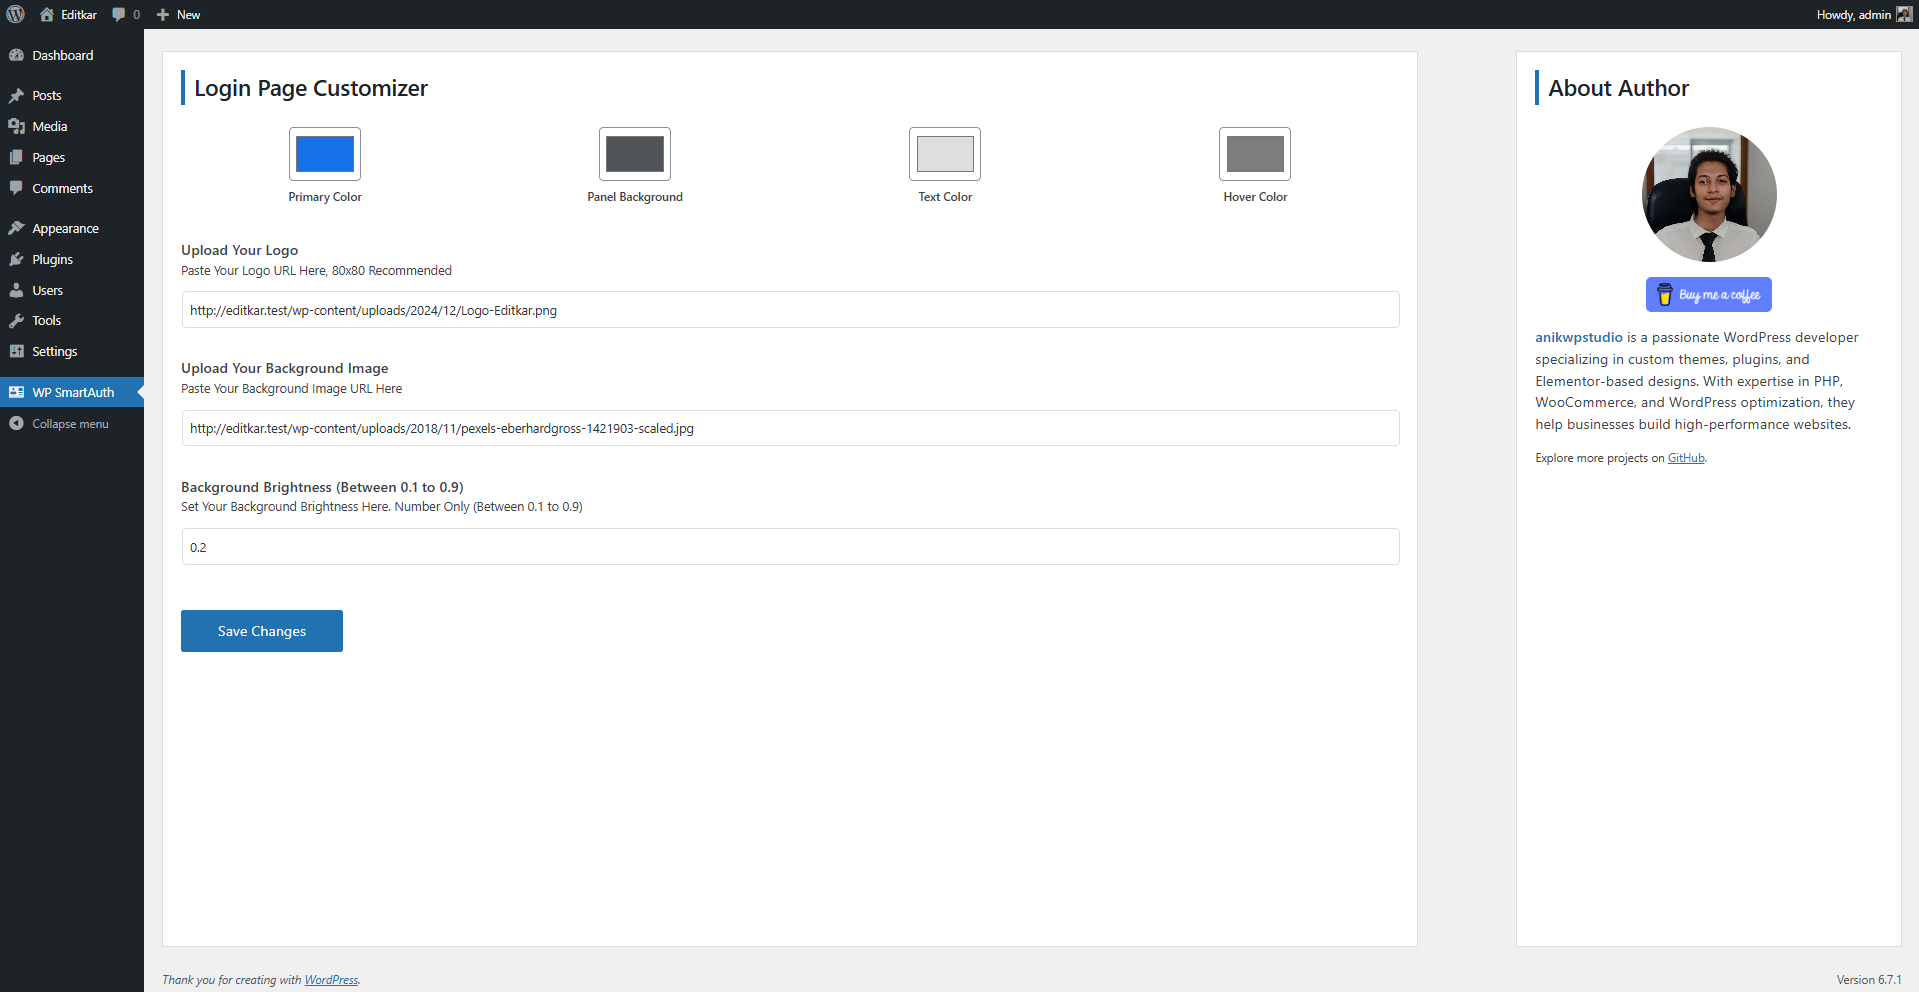 Editkar
0
New
Howdy, admin
Dashboard
Posts
Media
Pages
Comments
Appearance
Plugins
Users
Tools
Settings
WP SmartAuth
Collapse menu
Login Page Customizer
Primary Color
Panel Background
Text Color
Hover Color
Upload Your Logo
Paste Your Logo URL Here, 80x80 Recommended
http://editkar.test/wp-content/uploads/2024/12/Logo-Editkar.png
Upload Your Background Image
Paste Your Background Image URL Here
http://editkar.test/wp-content/uploads/2018/11/pexels-eberhardgross-1421903-scaled.jpg
Background Brightness (Between 0.1 to 0.9)
Set Your Background Brightness Here. Number Only (Between 0.1 to 0.9)
0.2
Save Changes
About Author
Buy me a coffee
anikwpstudio is a passionate WordPress developer
specializing in custom themes, plugins, and
Elementor-based designs. With expertise in PHP,
WooCommerce, and WordPress optimization, they
help businesses build high-performance websites.
Explore more projects on GitHub.
Thank you for creating with WordPress.
Version 6.7.1